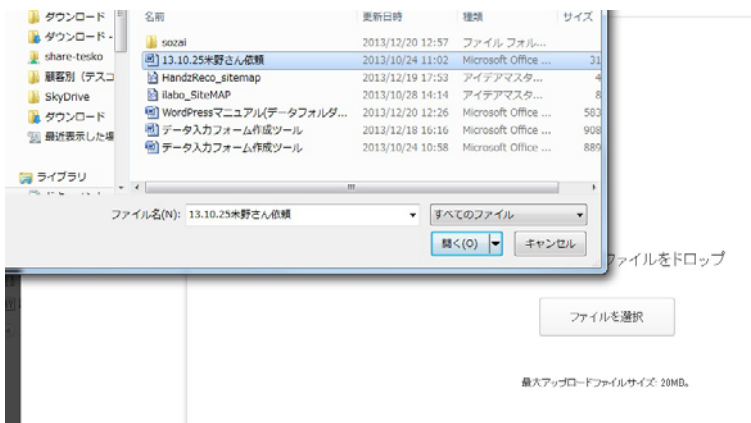 名前 更新日時 種類 サイズ
ダウンロード
ダウンロード -
share-tesko
顧客別 (テスコ
SkyDrive
ダウンロード
最近表示した場
ライブラリ
sozai 2013/12/20 12:57 ファイル フォル...
13.10.25米野さん依頼 2013/10/24 11:02 Microsoft Office ... 31
HandzReco_sitemap 2013/12/19 17:53 アイデアマスタ... 4
ilabo_SiteMAP 2013/10/28 14:14 アイデアマスタ... 8
WordPressマニュアル(データフォルダ... 2013/12/20 12:26 Microsoft Office ... 583
データ入力フォーム作成ツール 2013/12/18 16:16 Microsoft Office ... 908
データ入力フォーム作成ツール 2013/10/24 10:58 Microsoft Office ... 889
ファイル名(N): 13.10.25米野さん依頼 すべてのファイル
開く(O) キャンセル
ファイルをドロップ
ファイルを選択
最大アップロードファイルサイズ: 20MB。